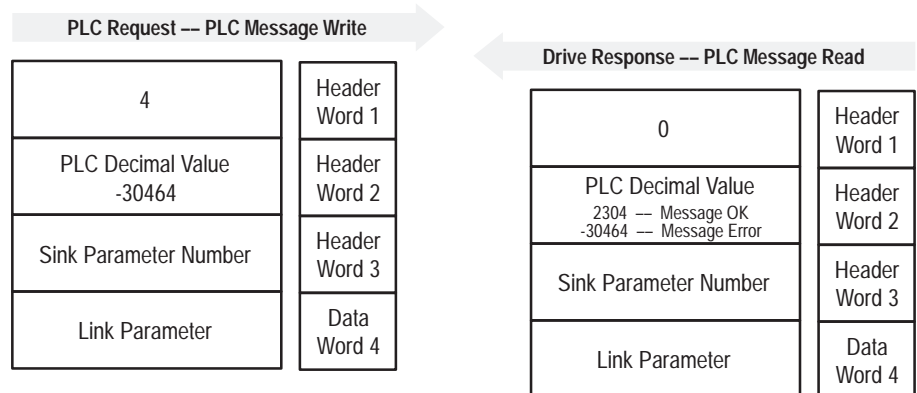 PLC Request –– PLC Message Write
4
Header
Word 1
PLC Decimal Value
-30464
Header
Word 2
Sink Parameter Number
Header
Word 3
Link Parameter
Data
Word 4
Drive Response –– PLC Message Read
0
Header
Word 1
PLC Decimal Value
2304 –– Message OK
-30464 –– Message Error
Header
Word 2
Sink Parameter Number
Header
Word 3
Link Parameter
Data
Word 4